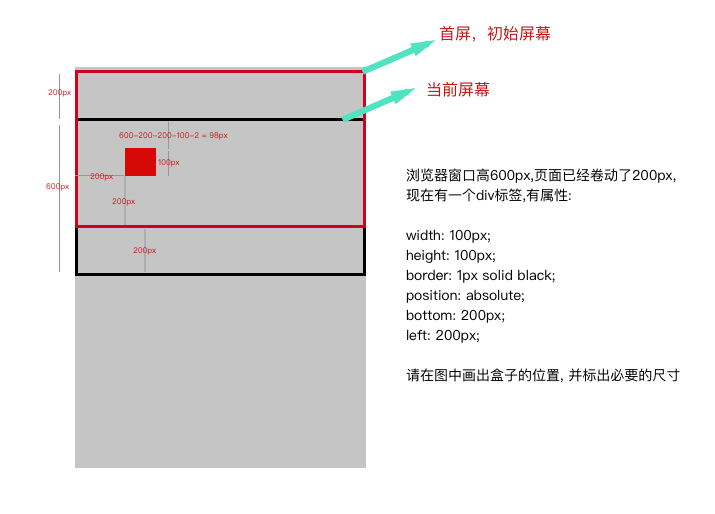 首屏，初始屏幕
当前屏幕
200px
600-200-200-100-2 = 98px
100px
200px
600px
200px
200px
浏览器窗口高600px,页面已经卷动了200px,
现在有一个div标签,有属性:
width: 100px;
height: 100px;
border: 1px solid black;
position: absolute;
bottom: 200px;
left: 200px;
请在图中画出盒子的位置, 并标出必要的尺寸